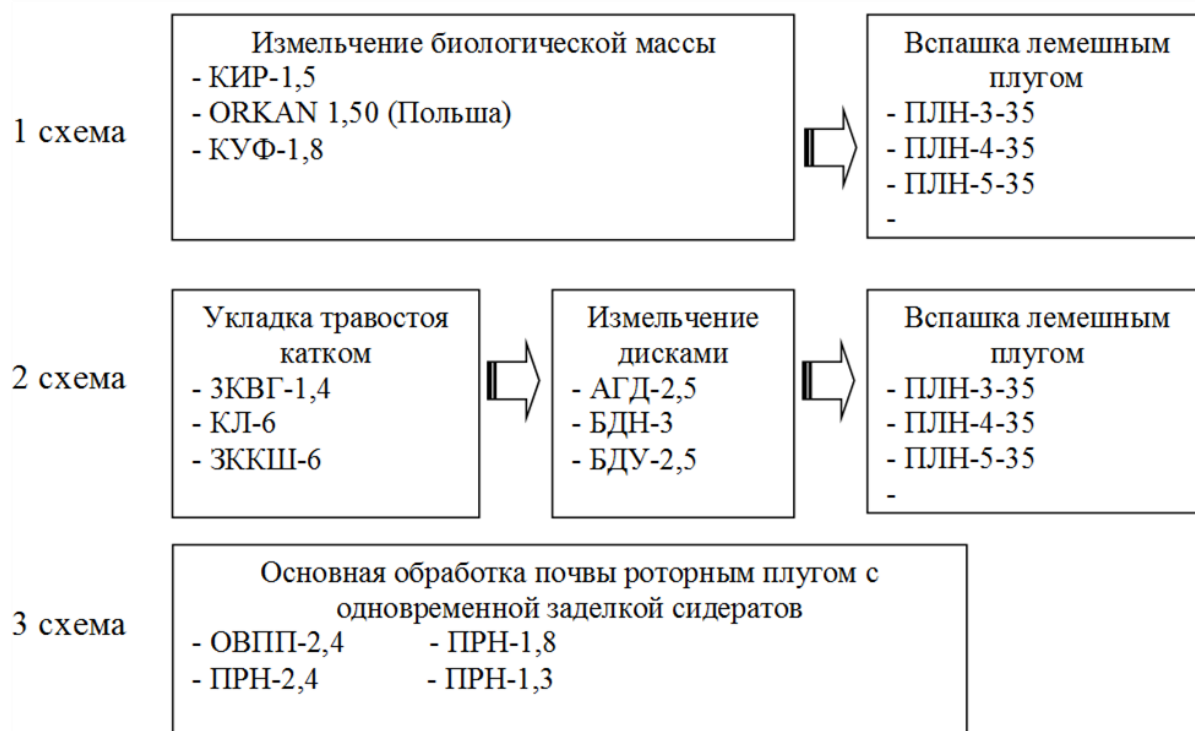 1 схема
Измельчение биологической массы
- КИР-1,5
- ORKAN 1,50 (Польша)
- КУФ-1,8
Вспашка лемешным
плугом
- ПЛН-3-35
- ПЛН-4-35
- ПЛН-5-35
-
2 схема
Укладка травостоя
катком
- ЗКВГ-1,4
- КЛ-6
- ЗККШ-6
Измельчение
дисками
- АГД-2,5
- БДН-3
- БДУ-2,5
Вспашка лемешным
плугом
- ПЛН-3-35
- ПЛН-4-35
- ПЛН-5-35
-
3 схема
Основная обработка почвы роторным плугом с
одновременной заделкой сидератов
- ОВПП-2,4 - ПРН-1,8
- ПРН-2,4 - ПРН-1,3